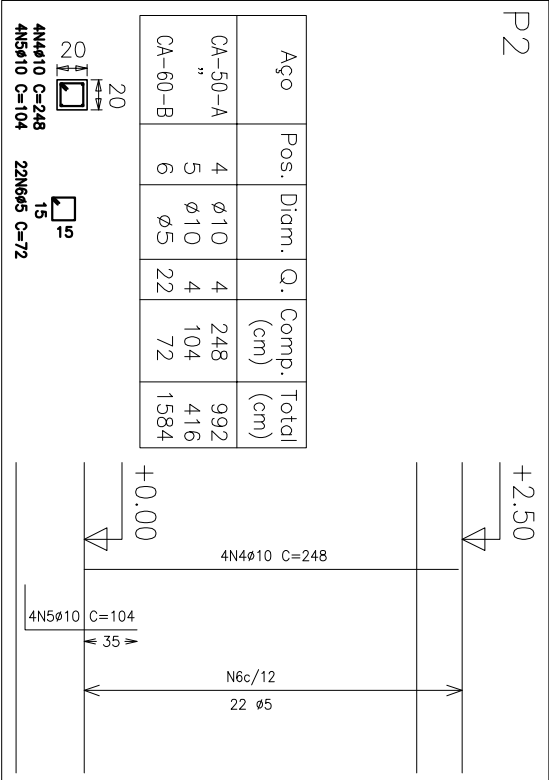 P2
Aço Pos. Diam. Q. Comp. (cm) Total (cm)
CA-50-A 4 ø10 4 248 992
" 5 ø10 4 104 416
CA-60-B 6 ø5 22 72 1584
20
20
4N4ø10 C=248
4N5ø10 C=104
15
15
22N6ø5 C=72
+2.50
+0.00
4N4ø10 C=248
4N5ø10 C=104
35
N6c/12
22 ø5